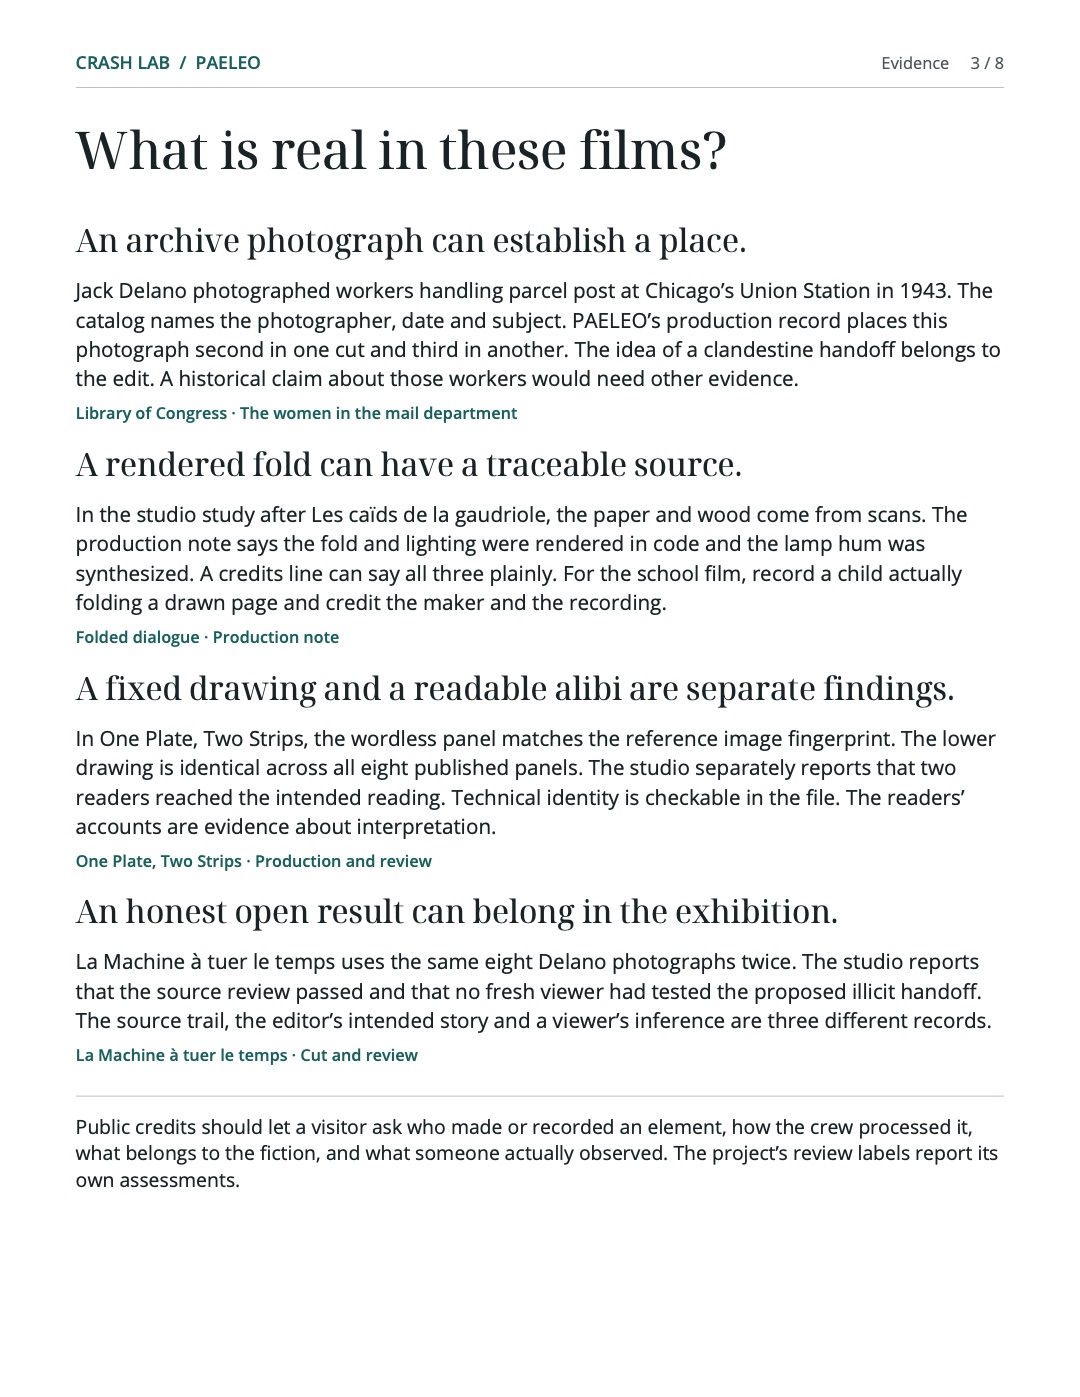 CRASH LAB / PAELEO
Evidence 3 / 8
What is real in these films?
An archive photograph can establish a place.
Jack Delano photographed workers handling parcel post at Chicago’s Union Station in 1943. The
catalog names the photographer, date and subject. PAELEO’s production record places this
photograph second in one cut and third in another. The idea of a clandestine handoff belongs to
the edit. A historical claim about those workers would need other evidence.
Library of Congress · The women in the mail department
A rendered fold can have a traceable source.
In the studio study after Les caïds de la gaudriole, the paper and wood come from scans. The
production note says the fold and lighting were rendered in code and the lamp hum was
synthesized. A credits line can say all three plainly. For the school film, record a child actually
folding a drawn page and credit the maker and the recording.
Folded dialogue · Production note
A fixed drawing and a readable alibi are separate findings.
In One Plate, Two Strips, the wordless panel matches the reference image fingerprint. The lower
drawing is identical across all eight published panels. The studio separately reports that two
readers reached the intended reading. Technical identity is checkable in the file. The readers’
accounts are evidence about interpretation.
One Plate, Two Strips · Production and review
An honest open result can belong in the exhibition.
La Machine à tuer le temps uses the same eight Delano photographs twice. The studio reports
that the source review passed and that no fresh viewer had tested the proposed illicit handoff.
The source trail, the editor’s intended story and a viewer’s inference are three different records.
La Machine à tuer le temps · Cut and review
Public credits should let a visitor ask who made or recorded an element, how the crew processed it,
what belongs to the fiction, and what someone actually observed. The project’s review labels report its
own assessments.